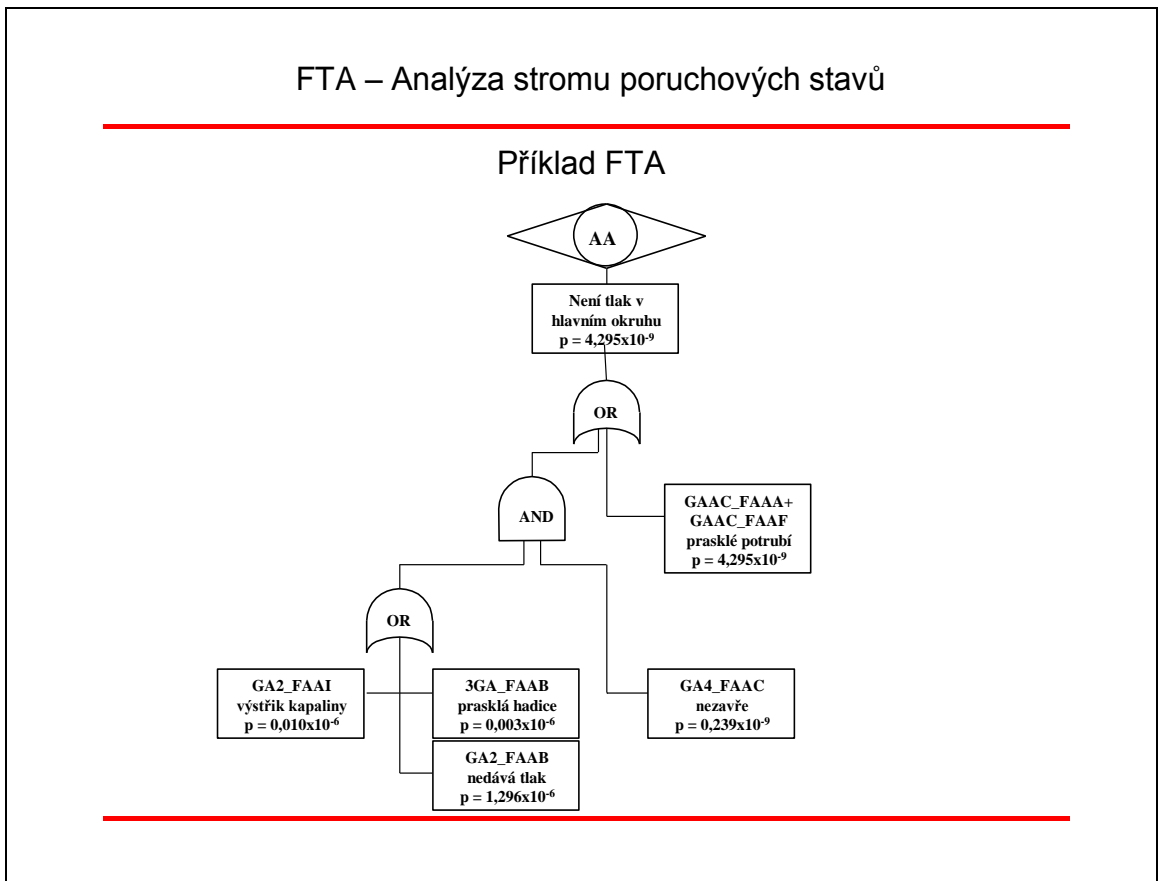 FTA – Analýza stromu poruchových stavů
Příklad FTA
AA
Není tlak v
hlavním okruhu
p = 4,295x10⁻⁹
OR
AND
GAAC_FAAA+
GAAC_FAAF
prasklé potrubí
p = 4,295x10⁻⁹
OR
GA2_FAAI
výstřik kapaliny
p = 0,010x10⁻⁶
3GA_FAAB
prasklá hadice
p = 0,003x10⁻⁶
GA4_FAAC
nezavře
p = 0,239x10⁻⁹
GA2_FAAB
nedává tlak
p = 1,296x10⁻⁶